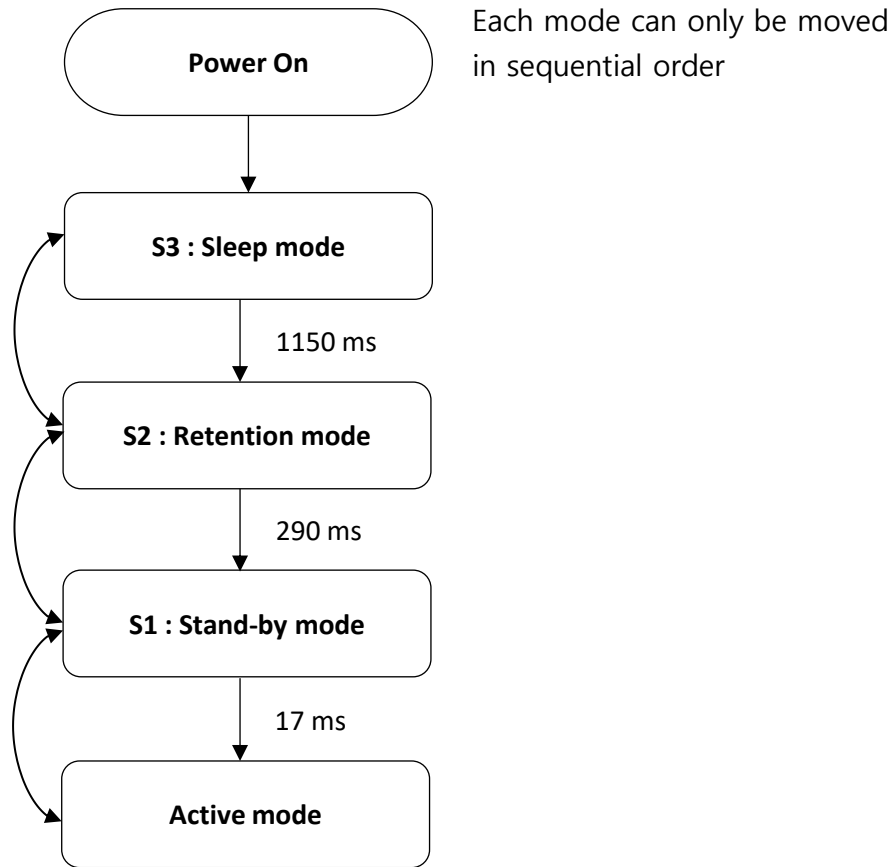 Each mode can only be moved
in sequential order
Power On
S3 : Sleep mode
1150 ms
S2 : Retention mode
290 ms
S1 : Stand-by mode
17 ms
Active mode